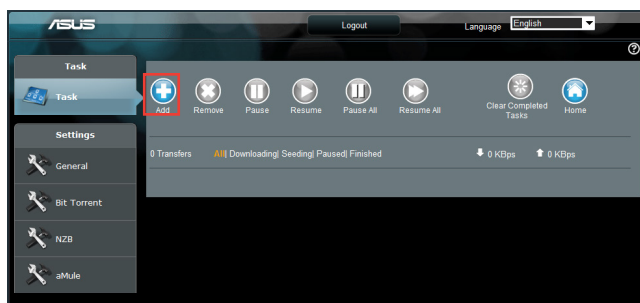 ASUS
Logout
Language English
Task
Task
Add Remove Pause Resume Pause All Resume All Clear Completed Tasks Home
Settings
0 Transfers All| Downloading| Seeding| Paused| Finished 0 KBps 0 KBps
General
Bit Torrent
NZB
aMule